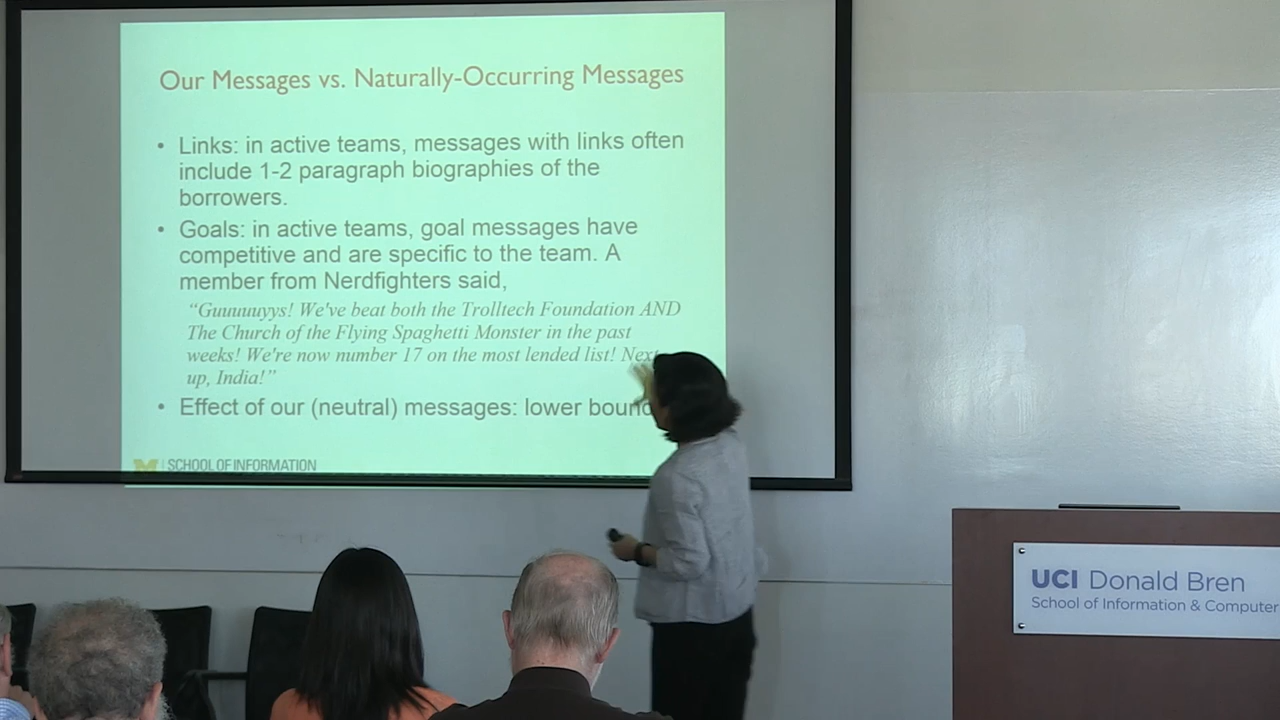 Our Messages vs. Naturally-Occurring Messages
• Links: in active teams, messages with links often
include 1-2 paragraph biographies of the
borrowers.
• Goals: in active teams, goal messages have
competitive and are specific to the team. A
member from Nerdfighters said,
“Guuuuuyys! We've beat both the Trolltech Foundation AND
The Church of the Flying Spaghetti Monster in the past
weeks! We're now number 17 on the most lended list! Next
up, India!”
• Effect of our (neutral) messages: lower bound
M | SCHOOL OF INFORMATION
UCI Donald Bren
School of Information & Computer